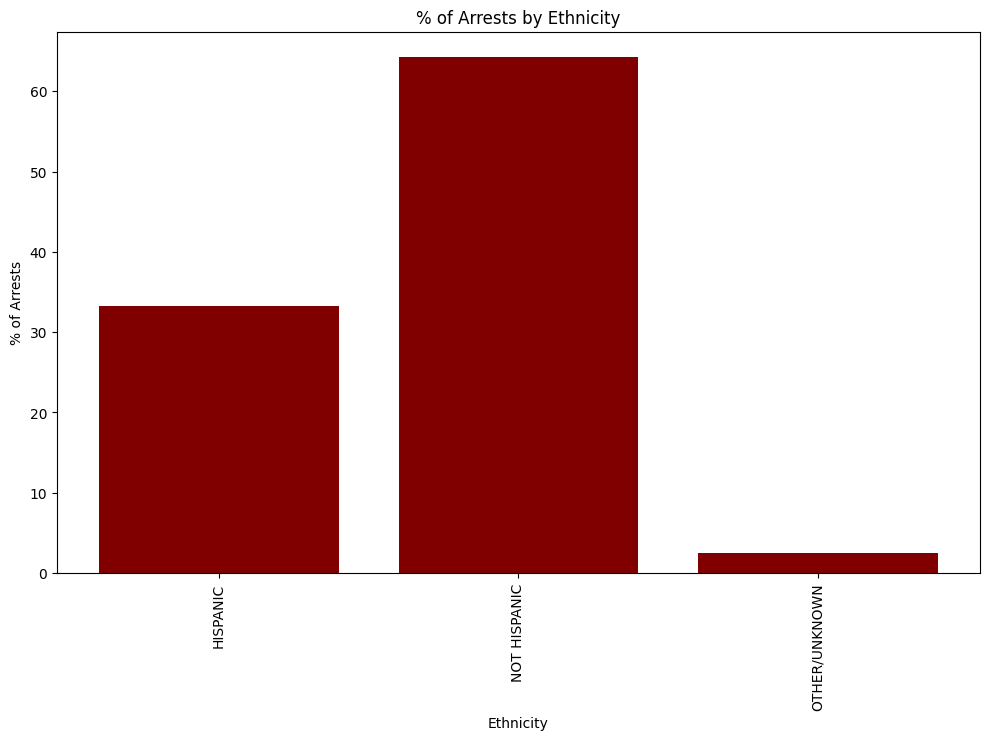 % of Arrests by Ethnicity
% of Arrests
60
50
40
30
20
10
0
HISPANIC
NOT HISPANIC
OTHER/UNKNOWN
Ethnicity